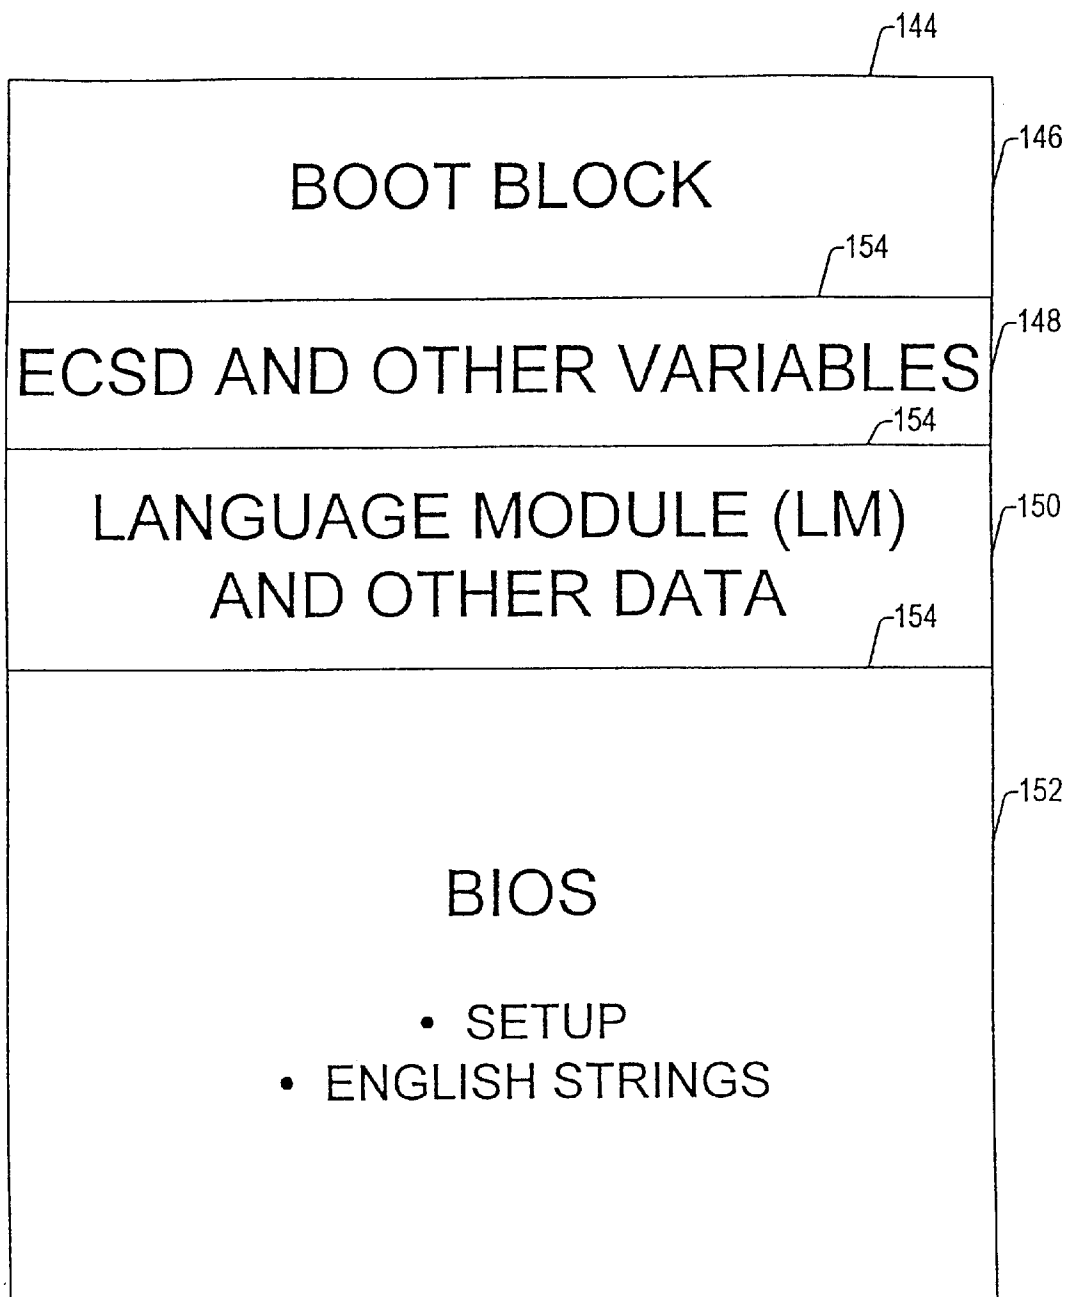 144
BOOT BLOCK
146
154
ECSD AND OTHER VARIABLES
148
154
LANGUAGE MODULE (LM)
AND OTHER DATA
150
154
BIOS
152
• SETUP
• ENGLISH STRINGS